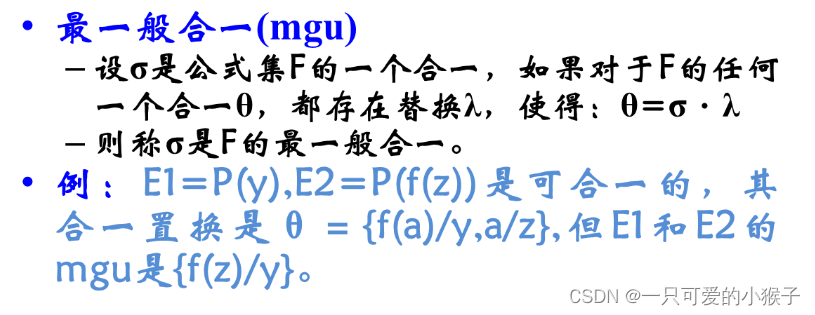 • 最一般合一(mgu)
– 设σ是公式集F的一个合一，如果对于F的任何
一个合一θ，都存在替换λ，使得：θ=σ·λ
– 则称σ是F的最一般合一。
• 例：E1=P(y),E2=P(f(z))是可合一的，其
合一置换是θ={f(a)/y,a/z},但E1和E2的
mgu是{f(z)/y}。
CSDN @一只可爱的小猴子